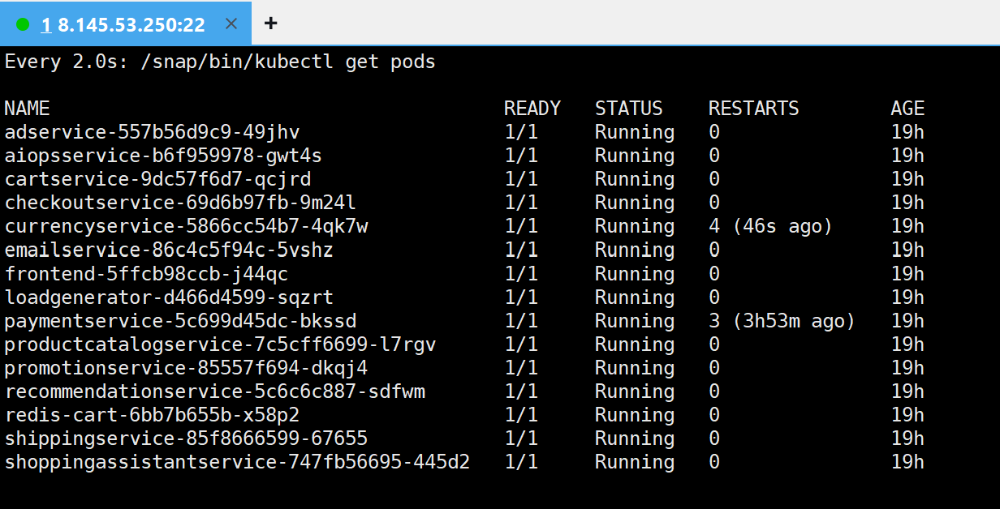 1 8.145.53.250:22 × +
Every 2.0s: /snap/bin/kubectl get pods
NAME READY STATUS RESTARTS AGE
adservice-557b56d9c9-49jhv 1/1 Running 0 19h
aiopsservice-b6f959978-gwt4s 1/1 Running 0 19h
cartservice-9dc57f6d7-qcjrd 1/1 Running 0 19h
checkoutservice-69d6b97fb-9m24l 1/1 Running 0 19h
currencyservice-5866cc54b7-4qk7w 1/1 Running 4 (46s ago) 19h
emailservice-86c4c5f94c-5vshz 1/1 Running 0 19h
frontend-5ffcb98ccb-j44qc 1/1 Running 0 19h
loadgenerator-d466d4599-sqzrt 1/1 Running 0 19h
paymentservice-5c699d45dc-bkssd 1/1 Running 3 (3h53m ago) 19h
productcatalogservice-7c5cff6699-l7rgv 1/1 Running 0 19h
promotionservice-85557f694-dkqj4 1/1 Running 0 19h
recommendationservice-5c6c6c887-sdfwm 1/1 Running 0 19h
redis-cart-6bb7b655b-x58p2 1/1 Running 0 19h
shippingservice-85f8666599-67655 1/1 Running 0 19h
shoppingassistantservice-747fb56695-445d2 1/1 Running 0 19h